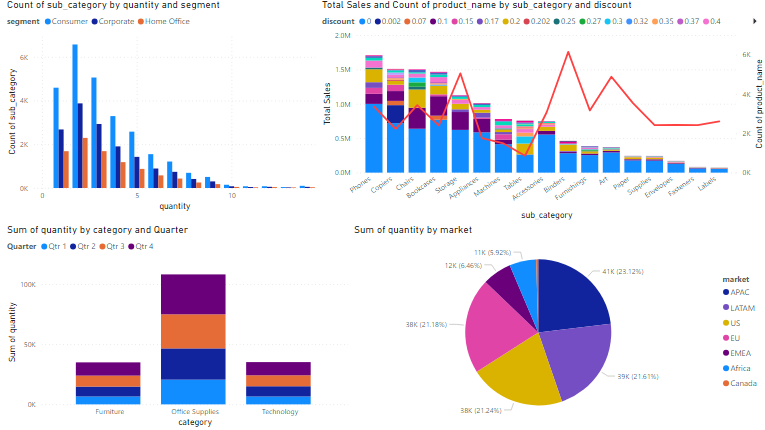 Count of sub_category by quantity and segment
segment Consumer Corporate Home Office
Count of sub_category
6K
4K
2K
0K
0
5
10
quantity
Total Sales and Count of product_name by sub_category and discount
discount 0 0.002 0.07 0.1 0.15 0.17 0.2 0.202 0.25 0.27 0.3 0.32 0.35 0.37 0.4
Total Sales
2.0M
1.5M
1.0M
0.5M
0.0M
6K
4K
2K
0K
Count of product_name
Phones
Copiers
Chairs
Bookcases
Storage
Appliances
Machines
Tables
Accessories
Binders
Furnishings
Art
Paper
Supplies
Envelopes
Fasteners
Labels
sub_category
Sum of quantity by category and Quarter
Quarter Qtr 1 Qtr 2 Qtr 3 Qtr 4
Sum of quantity
100K
50K
0K
Furniture
Office Supplies
Technology
category
Sum of quantity by market
11K (5.92%)
12K (6.46%)
38K (21.18%)
38K (21.24%)
39K (21.61%)
41K (23.12%)
market
APAC
LATAM
US
EU
EMEA
Africa
Canada